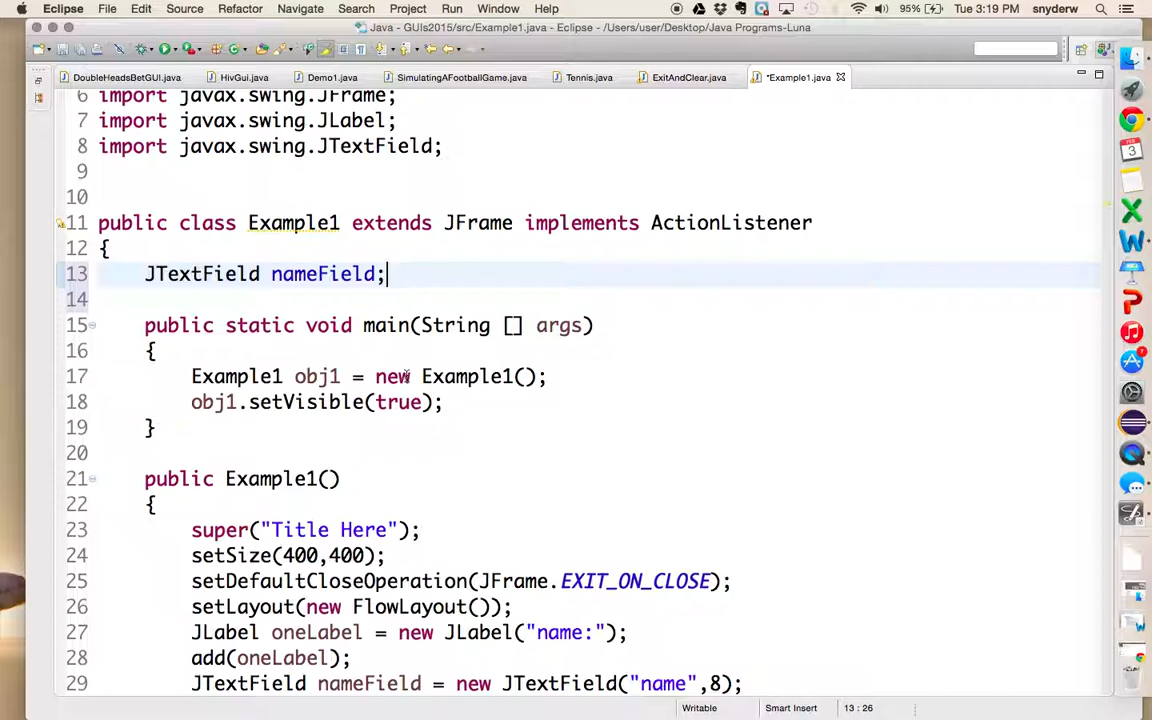 Eclipse File Edit Source Refactor Navigate Search Project Run Window Help 95% Tue 3:19 PM snyderw
Java - GUIs2015/src/Example1.java - Eclipse - /Users/user/Desktop/Java Programs-Luna
DoubleHeadsBetGUI.java HivGui.java Demo1.java SimulatingAFootballGame.java Tennis.java ExitAndClear.java *Example1.java
6 import javax.swing.JFrame;
7 import javax.swing.JLabel;
8 import javax.swing.JTextField;
9
10
11 public class Example1 extends JFrame implements ActionListener
12 {
13 JTextField nameField;
14
15 public static void main(String [] args)
16 {
17 Example1 obj1 = new Example1();
18 obj1.setVisible(true);
19 }
20
21 public Example1()
22 {
23 super("Title Here");
24 setSize(400,400);
25 setDefaultCloseOperation(JFrame.EXIT_ON_CLOSE);
26 setLayout(new FlowLayout());
27 JLabel oneLabel = new JLabel("name:");
28 add(oneLabel);
29 JTextField nameField = new JTextField("name",8);
Writable Smart Insert 13 : 26